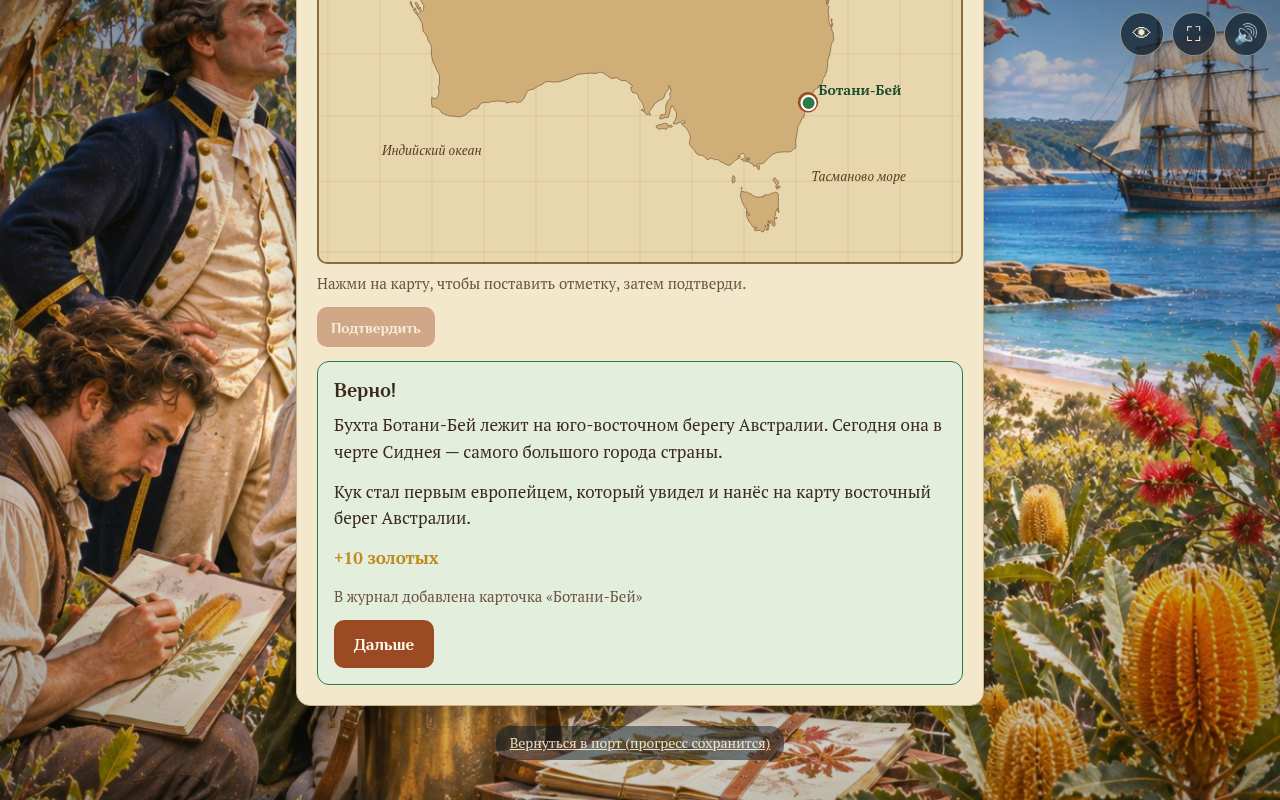 Ботани-Бей
Индийский океан
Тасманово море
Нажми на карту, чтобы поставить отметку, затем подтверди.
Подтвердить
Верно!
Бухта Ботани-Бей лежит на юго-восточном берегу Австралии. Сегодня она в
черте Сиднея — самого большого города страны.
Кук стал первым европейцем, который увидел и нанёс на карту восточный
берег Австралии.
+10 золотых
В журнал добавлена карточка «Ботани-Бей»
Дальше
Вернуться в порт (прогресс сохранится)